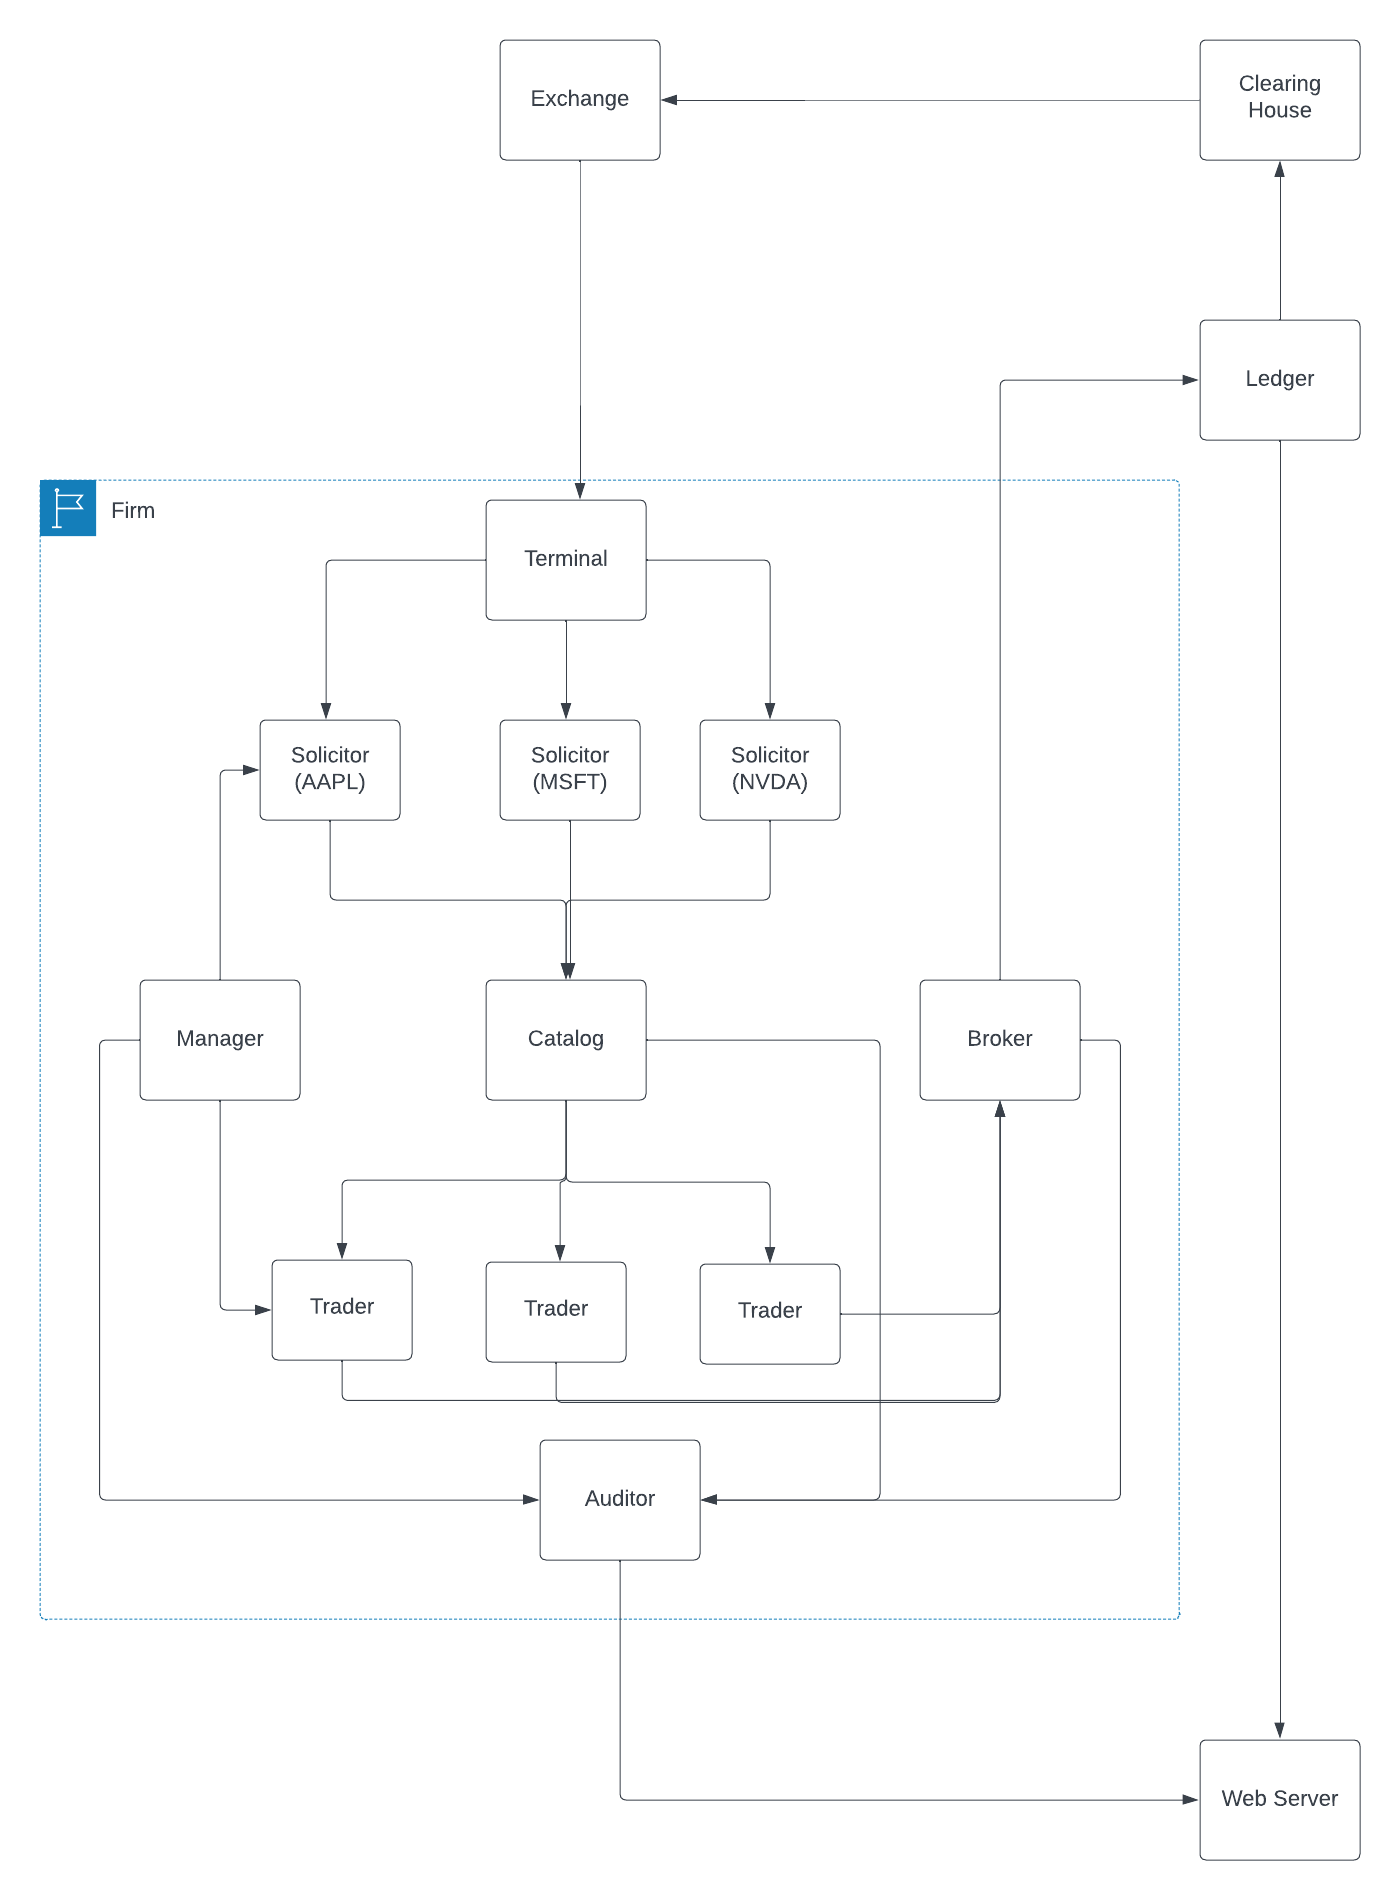 Exchange
Clearing
House
Ledger
Firm
Terminal
Solicitor
(AAPL)
Solicitor
(MSFT)
Solicitor
(NVDA)
Manager
Catalog
Broker
Trader
Trader
Trader
Auditor
Web Server